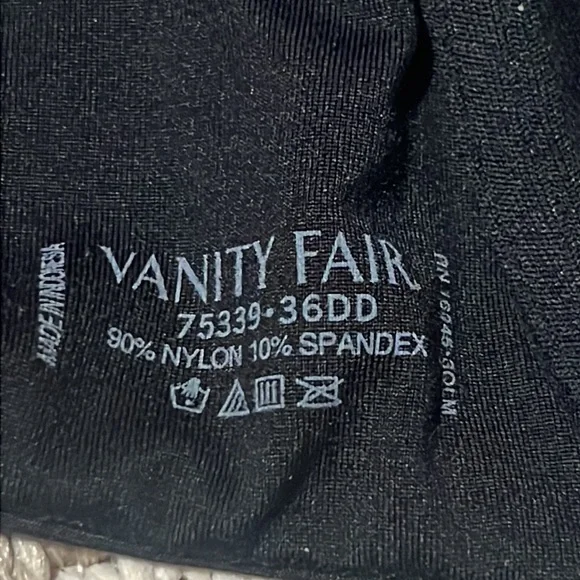 MADE IN INDONESIA
VANITY FAIR
75339·36DD
90% NYLON 10% SPANDEX